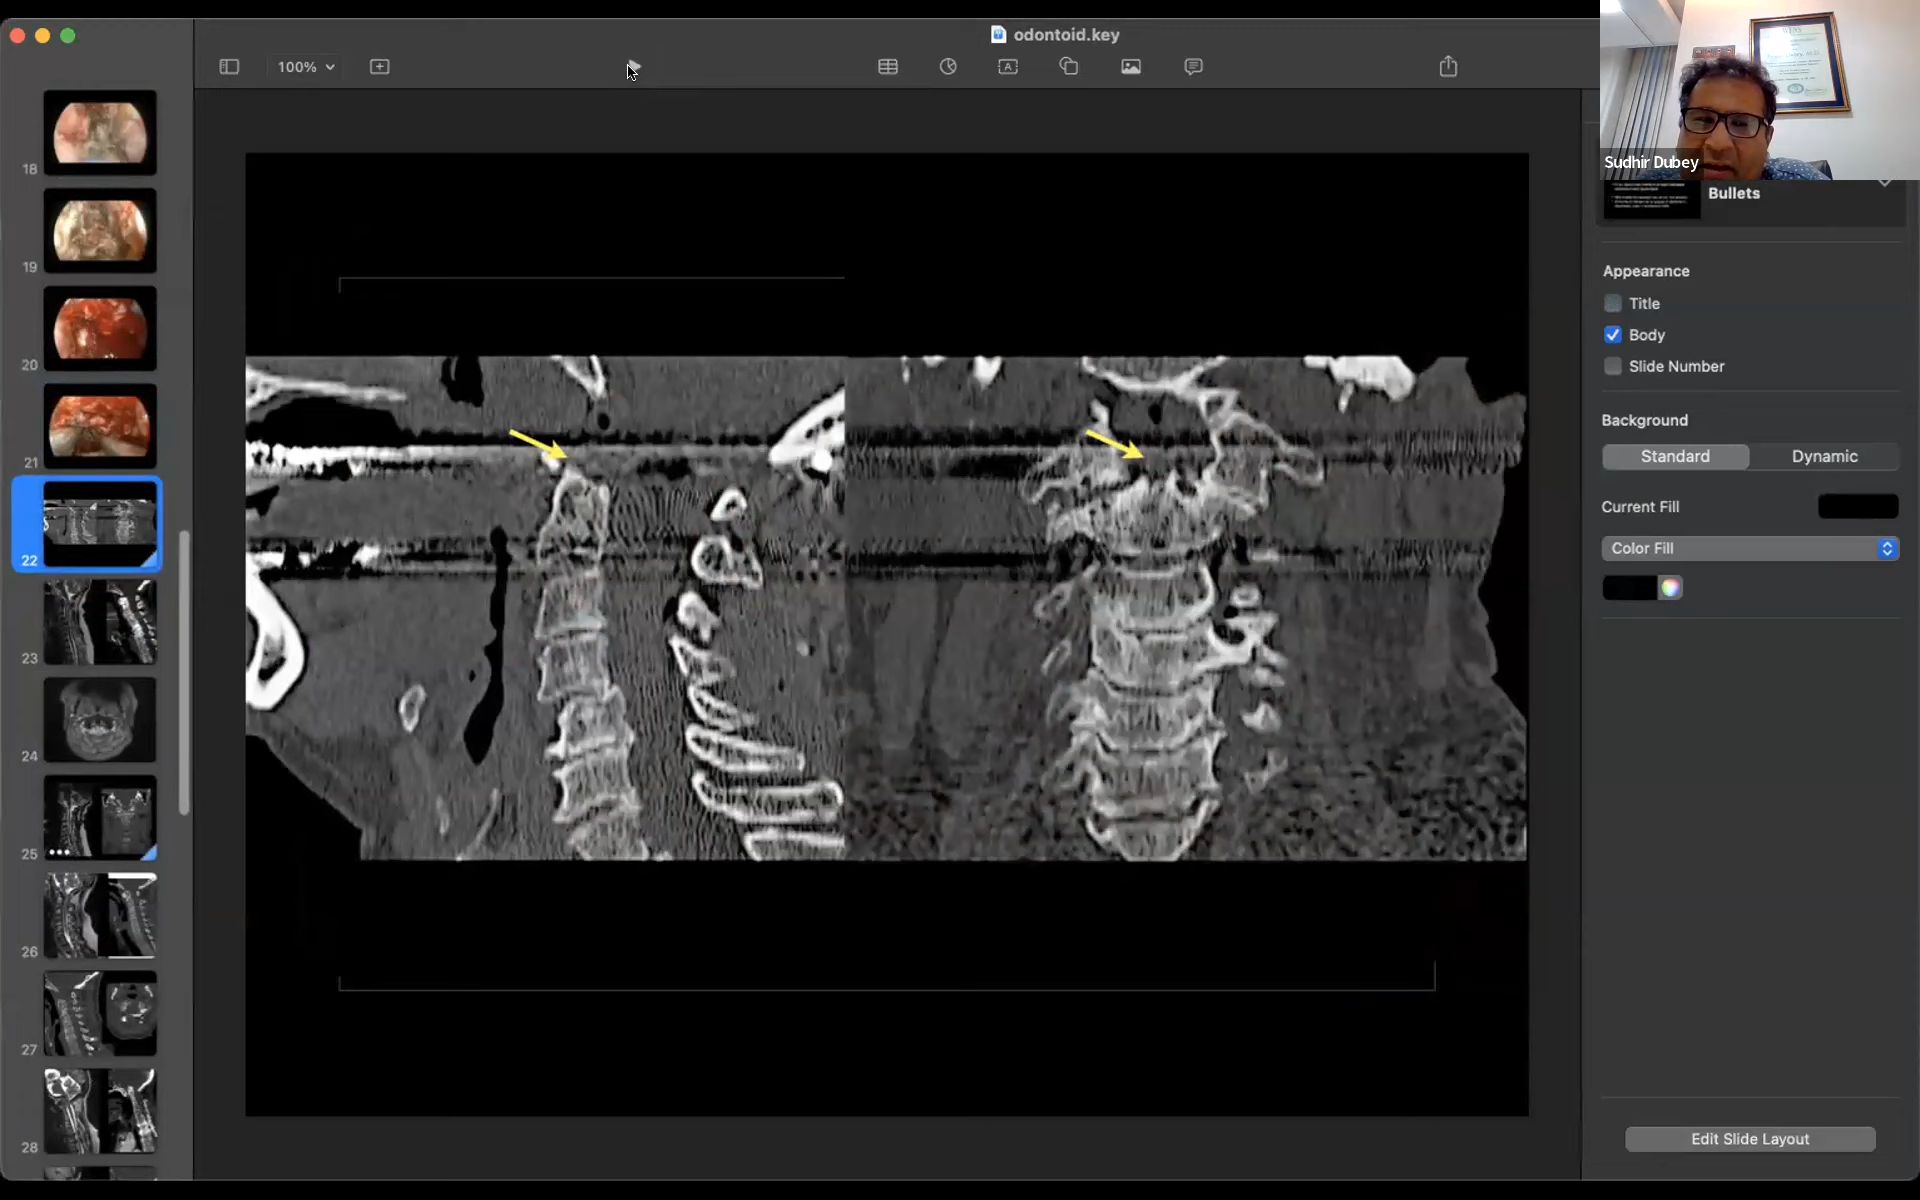 odontoid.key
100%
Sudhir Dubey
Bullets
Appearance
Title
Body
Slide Number
Background
Standard
Dynamic
Current Fill
Color Fill
Edit Slide Layout
18
19
20
21
22
23
24
25
26
27
28